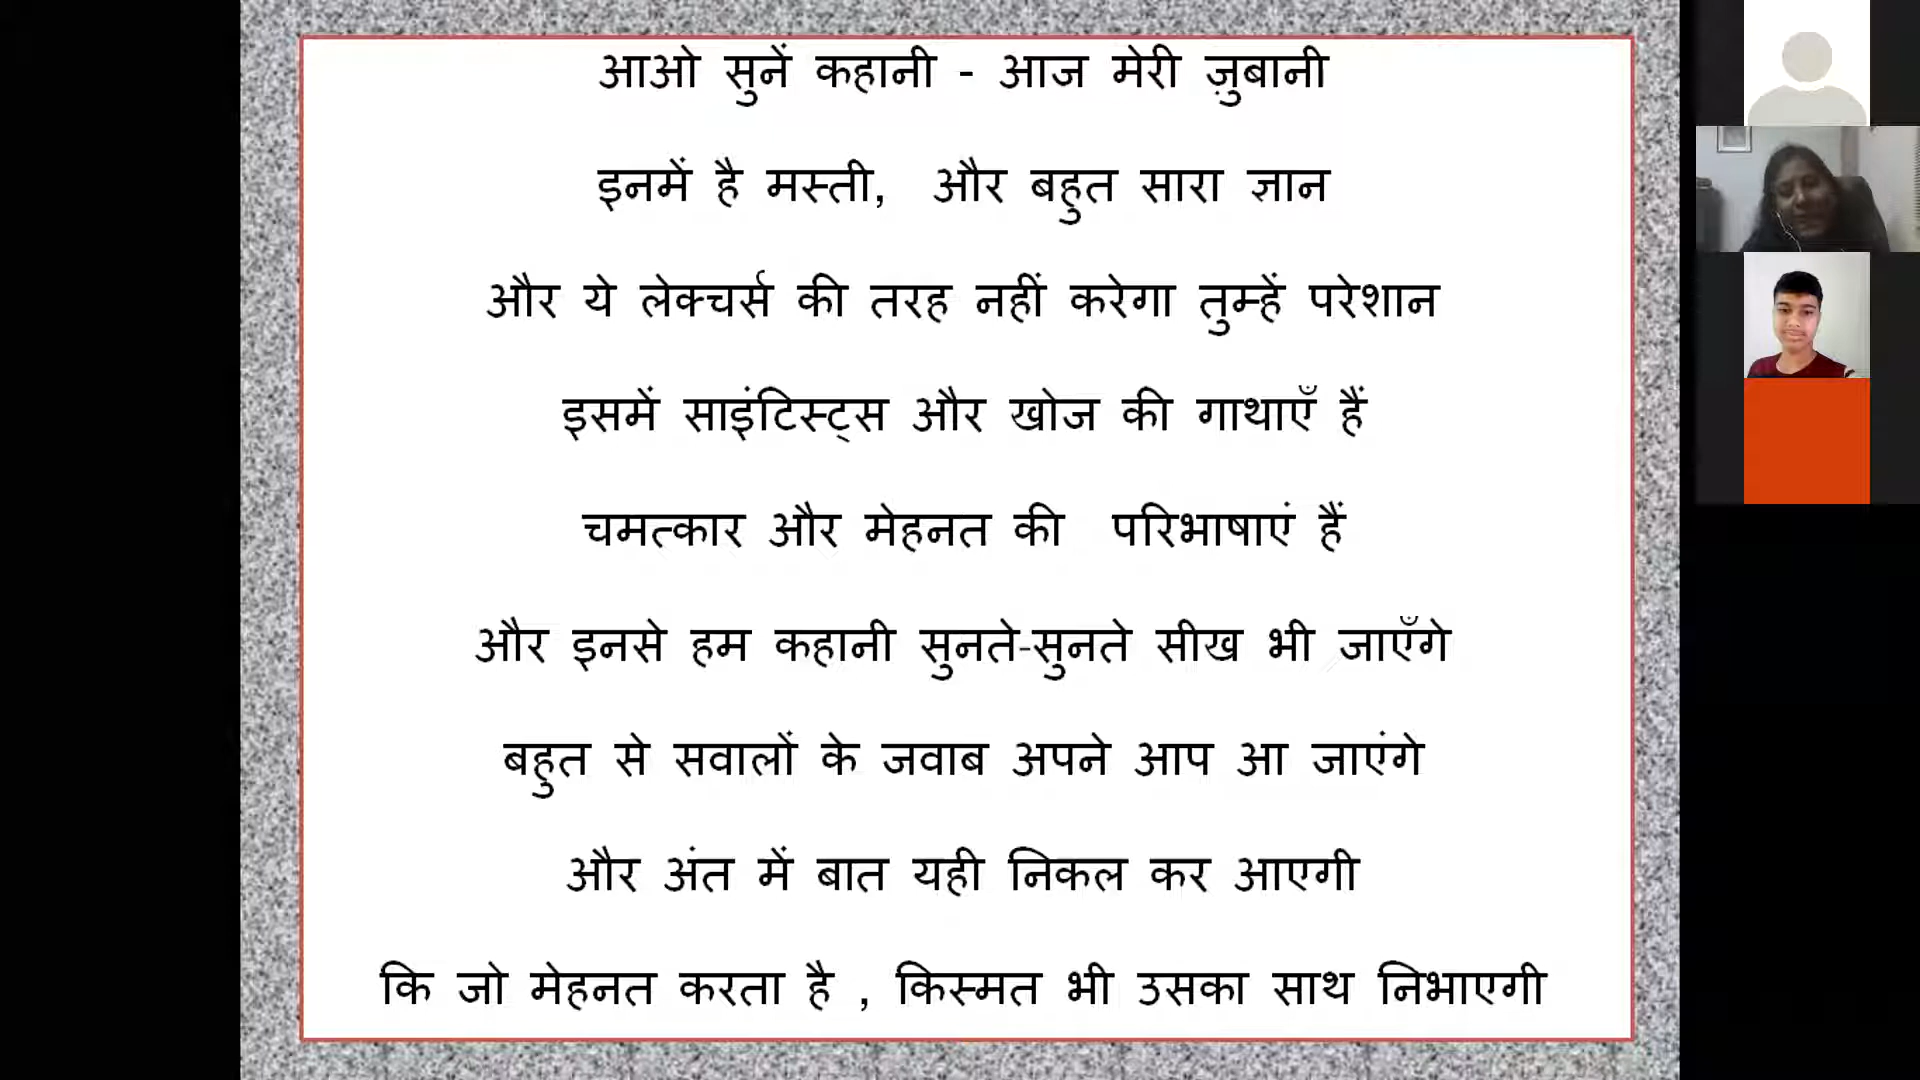 आओ सुनें कहानी - आज मेरी ज़ुबानी
इनमें है मस्ती, और बहुत सारा ज्ञान
और ये लेक्चर्स की तरह नहीं करेगा तुम्हें परेशान
इसमें साइंटिस्ट्स और खोज की गाथाएँ हैं
चमत्कार और मेहनत की परिभाषाएं हैं
और इनसे हम कहानी सुनते-सुनते सीख भी जाएँगे
बहुत से सवालों के जवाब अपने आप आ जाएंगे
और अंत में बात यही निकल कर आएगी
कि जो मेहनत करता है , किस्मत भी उसका साथ निभाएगी